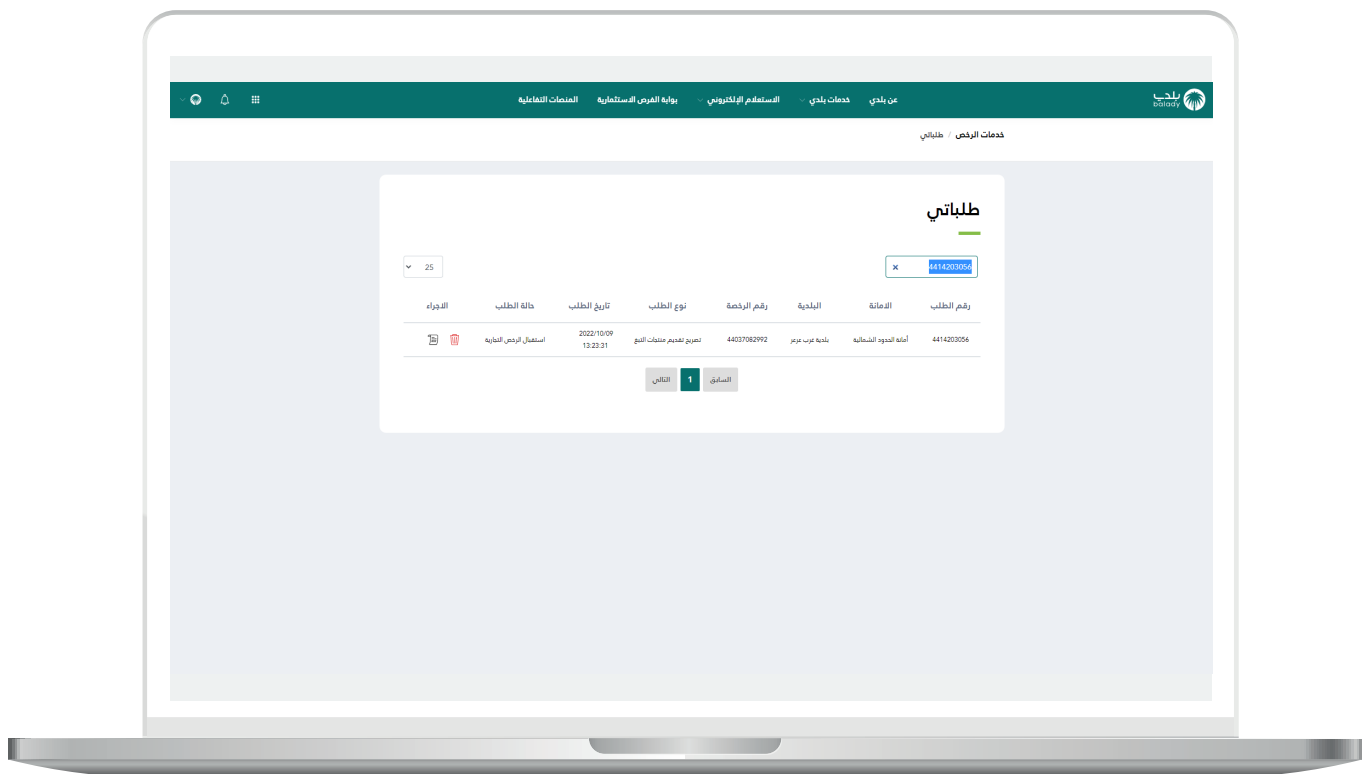 بلدي
balady
عن بلدي
خدمات بلدي
الاستعلام الإلكتروني
بوابة الفرص الاستثمارية
المنصات التفاعلية
خدمات الرخص / طلباتي
طلباتي
4414203056 ×
25
رقم الطلب الامانة البلدية رقم الرخصة نوع الطلب تاريخ الطلب حالة الطلب الاجراء
4414203056 أمانة الحدود الشمالية بلدية غرب عرعر 44037082992 تصريح تقديم منتجات التبغ 2022/10/09 13:23:31 استقبال الرخص التجارية
السابق 1 التالي